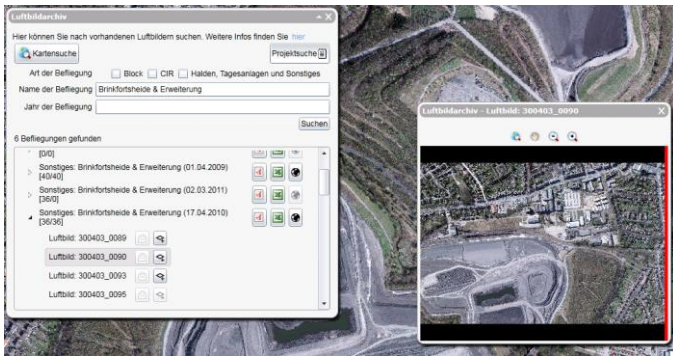 Luftbildarchiv
Hier können Sie nach vorhandenen Luftbildern suchen. Weitere Infos finden Sie hier
Kartensuche
Projektsuche
Art der Befliegung Block CIR Halden, Tagesanlagen und Sonstiges
Name der Befliegung Brinkfortsheide & Erweiterung
Jahr der Befliegung
Suchen
6 Befliegungen gefunden
[0/0]
Sonstiges: Brinkfortsheide & Erweiterung (01.04.2009)
[40/40]
Sonstiges: Brinkfortsheide & Erweiterung (02.03.2011)
[36/0]
Sonstiges: Brinkfortsheide & Erweiterung (17.04.2010)
[36/36]
Luftbild: 300403_0089
Luftbild: 300403_0090
Luftbild: 300403_0093
Luftbild: 300403_0095
Luftbildarchiv - Luftbild: 300403_0090